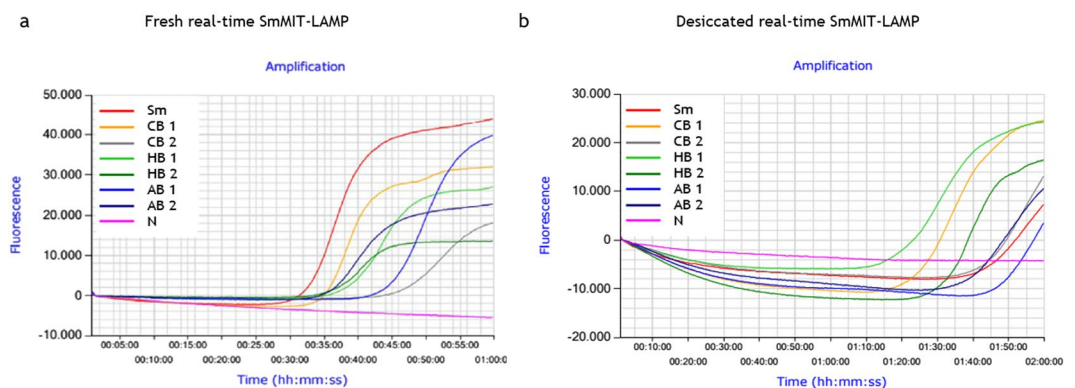 a
Fresh real-time SmMIT-LAMP
Amplification
50.000
40.000
30.000
20.000
10.000
0
-10.000
Fluorescence
Sm
CB 1
CB 2
HB 1
HB 2
AB 1
AB 2
N
00:05:00 00:15:00 00:25:00 00:35:00 00:45:00 00:55:00
00:10:00 00:20:00 00:30:00 00:40:00 00:50:00 01:00:0
Time (hh:mm:ss)
b
Desiccated real-time SmMIT-LAMP
Amplification
30.000
20.000
10.000
0
-10.000
-20.000
Fluorescence
Sm
CB 1
CB 2
HB 1
HB 2
AB 1
AB 2
N
00:10:00 00:30:00 00:50:00 01:10:00 01:30:00 01:50:00
00:20:00 00:40:00 01:00:00 01:20:00 01:40:00 02:00:00
Time (hh:mm:ss)